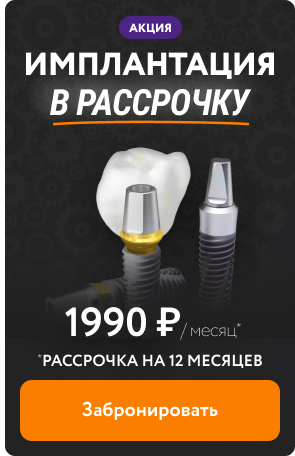 АКЦИЯ
ИМПЛАНТАЦИЯ
В РАССРОЧКУ
1990 ₽/месяц*
*РАССРОЧКА НА 12 МЕСЯЦЕВ
Забронировать